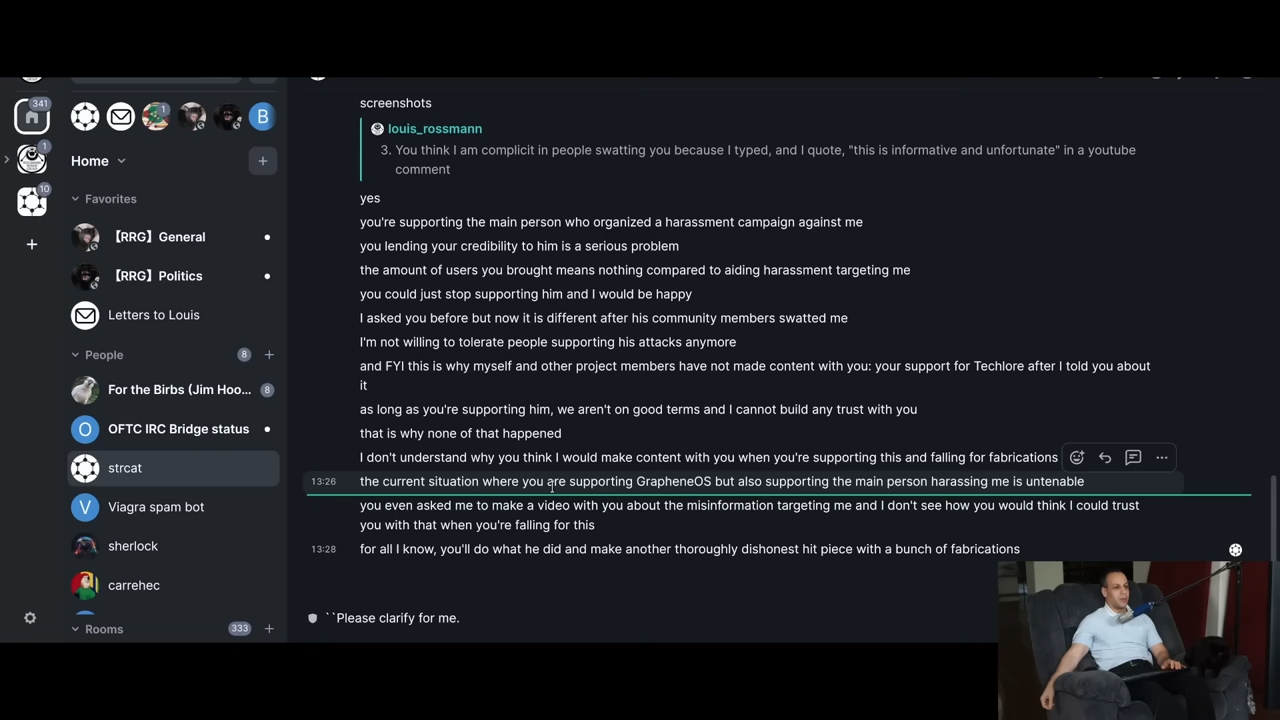 341
1
B
Home
screenshots
louis_rossmann
3. You think I am complicit in people swatting you because I typed, and I quote, "this is informative and unfortunate" in a youtube
comment
1
10
Favorites
【RRG】General
【RRG】Politics
Letters to Louis
People 8
For the Birbs (Jim Hoo... 8
O OFTC IRC Bridge status
strcat
V Viagra spam bot
sherlock
carrehec
Rooms 333
yes
you're supporting the main person who organized a harassment campaign against me
you lending your credibility to him is a serious problem
the amount of users you brought means nothing compared to aiding harassment targeting me
you could just stop supporting him and I would be happy
I asked you before but now it is different after his community members swatted me
I'm not willing to tolerate people supporting his attacks anymore
and FYI this is why myself and other project members have not made content with you: your support for Techlore after I told you about
it
as long as you're supporting him, we aren't on good terms and I cannot build any trust with you
that is why none of that happened
I don't understand why you think I would make content with you when you're supporting this and falling for fabrications
13:26 the current situation where you are supporting GrapheneOS but also supporting the main person harassing me is untenable
you even asked me to make a video with you about the misinformation targeting me and I don't see how you would think I could trust
you with that when you're falling for this
13:28 for all I know, you'll do what he did and make another thoroughly dishonest hit piece with a bunch of fabrications
``Please clarify for me.